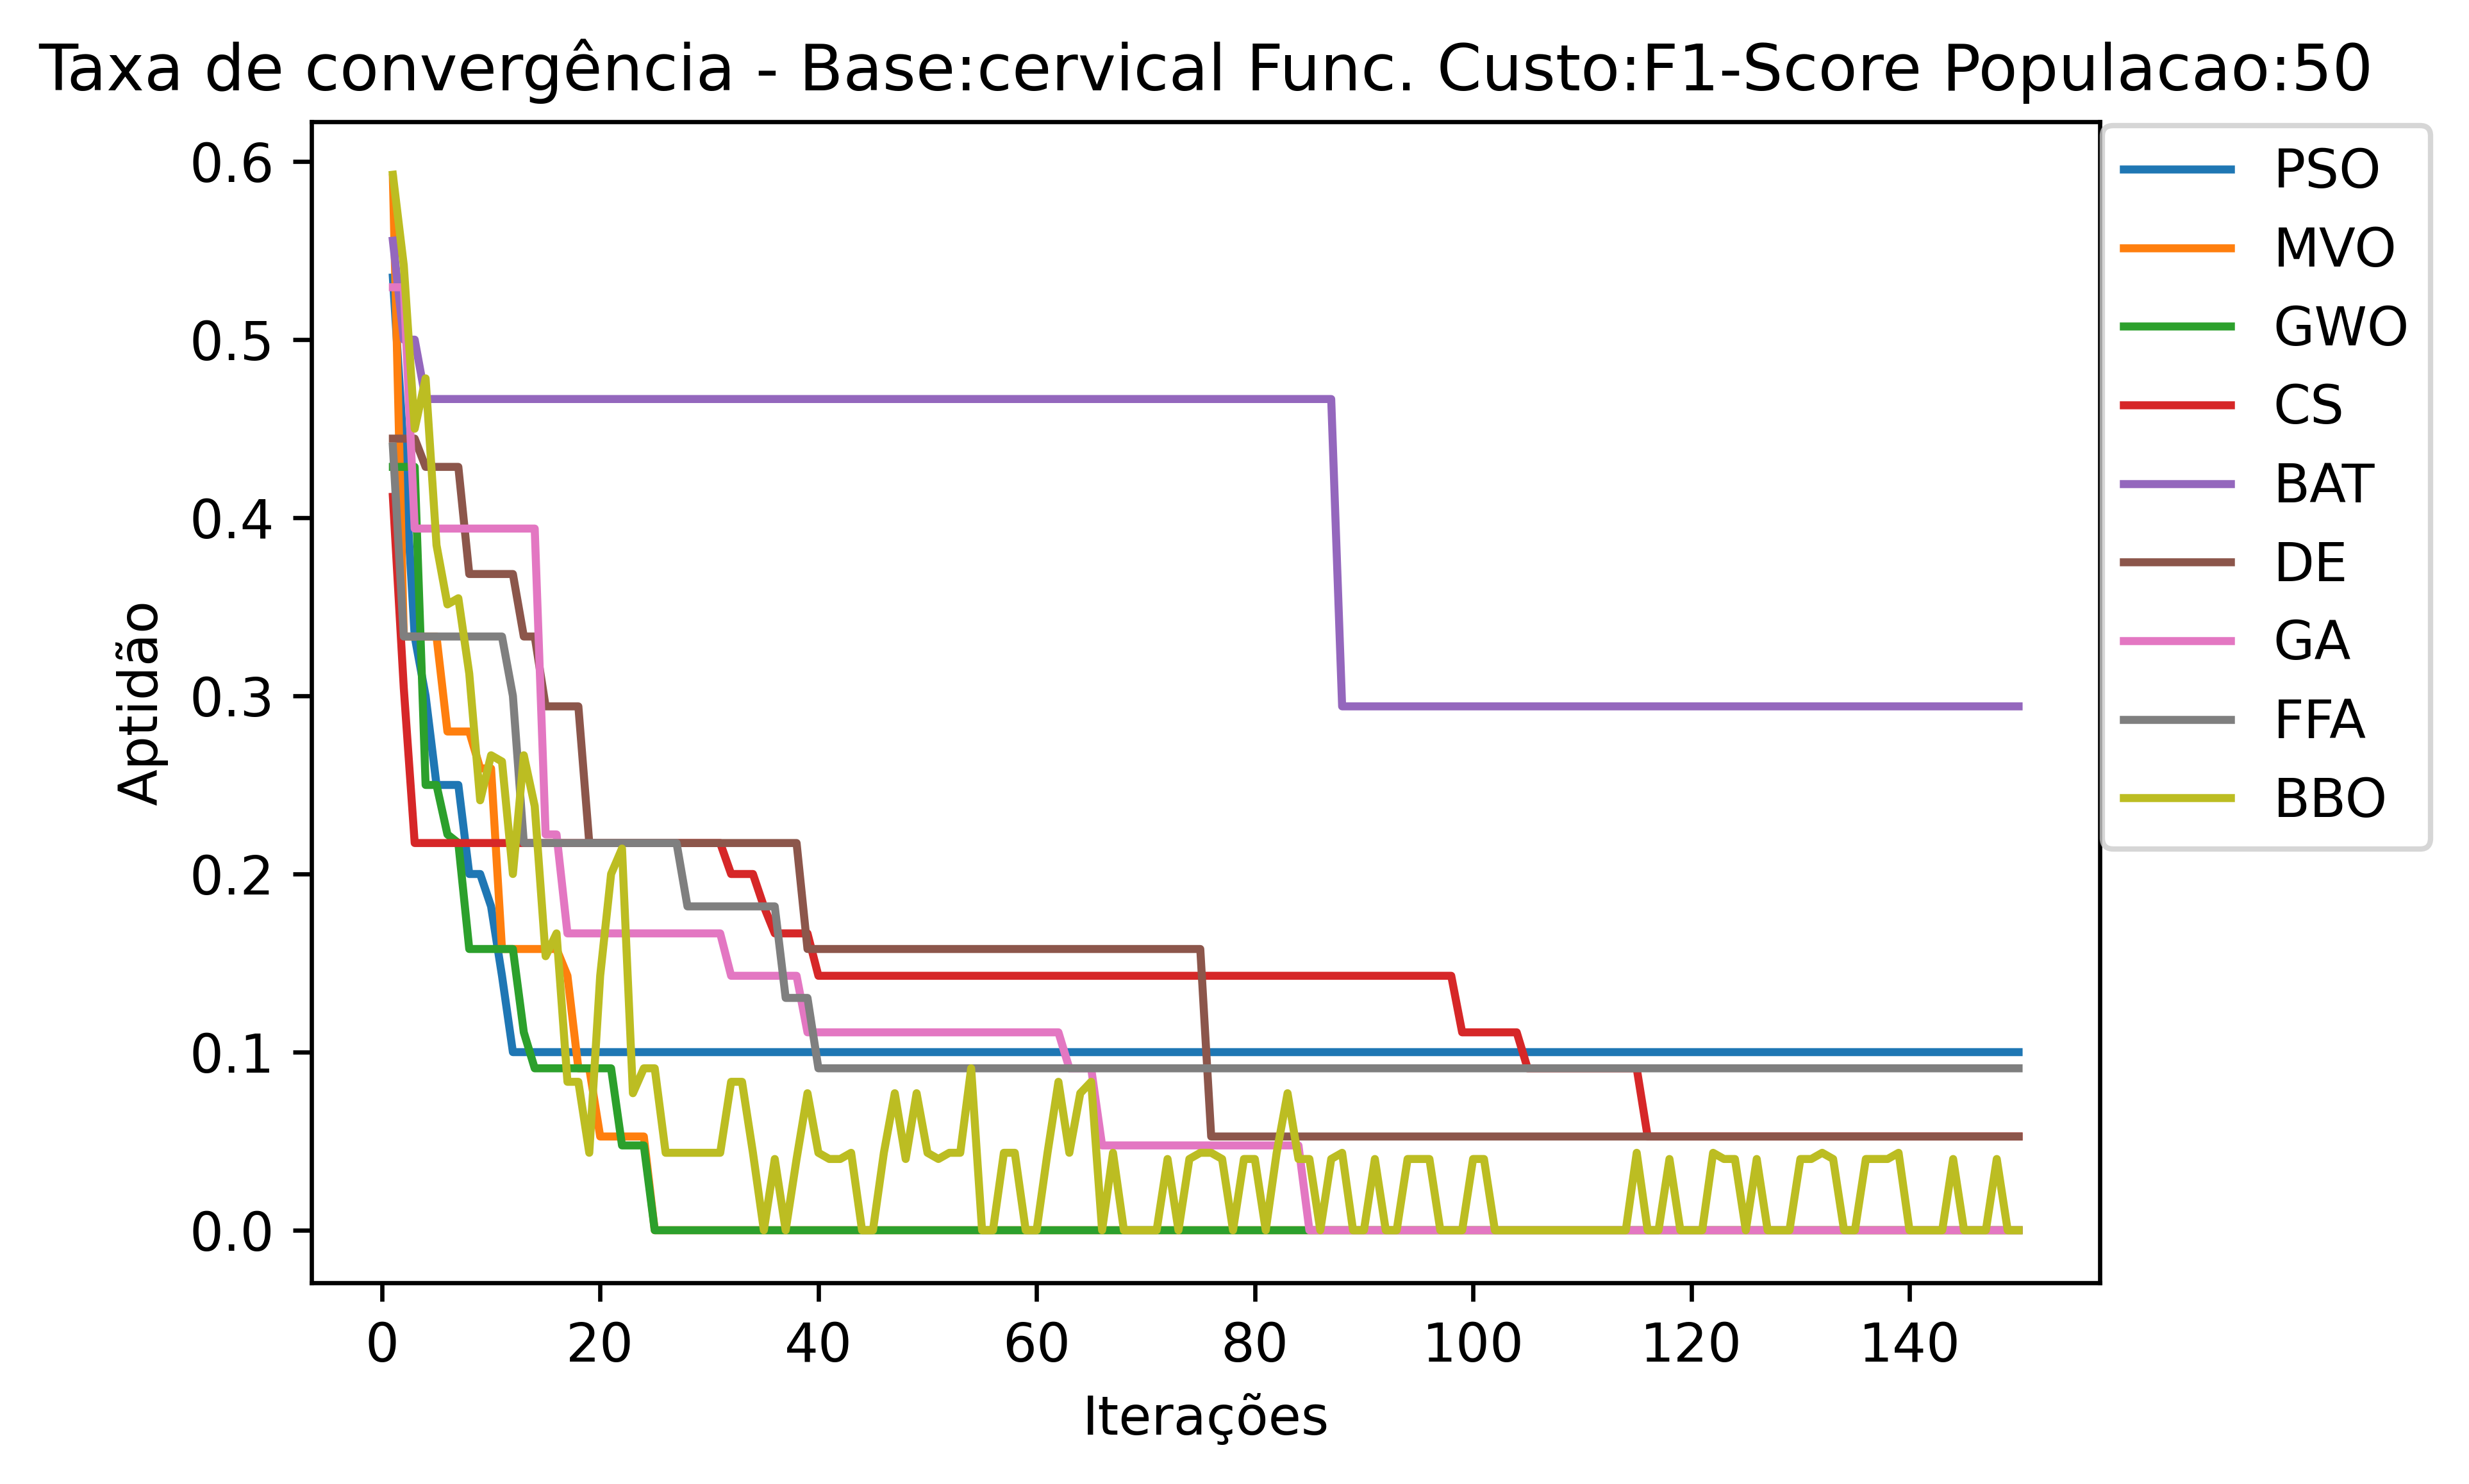 Taxa de convergência - Base:cervical Func. Custo:F1-Score Populacao:50
0.6
0.5
0.4
0.3
0.2
0.1
0.0
Aptidão
0 20 40 60 80 100 120 140
Iterações
PSO
MVO
GWO
CS
BAT
DE
GA
FFA
BBO